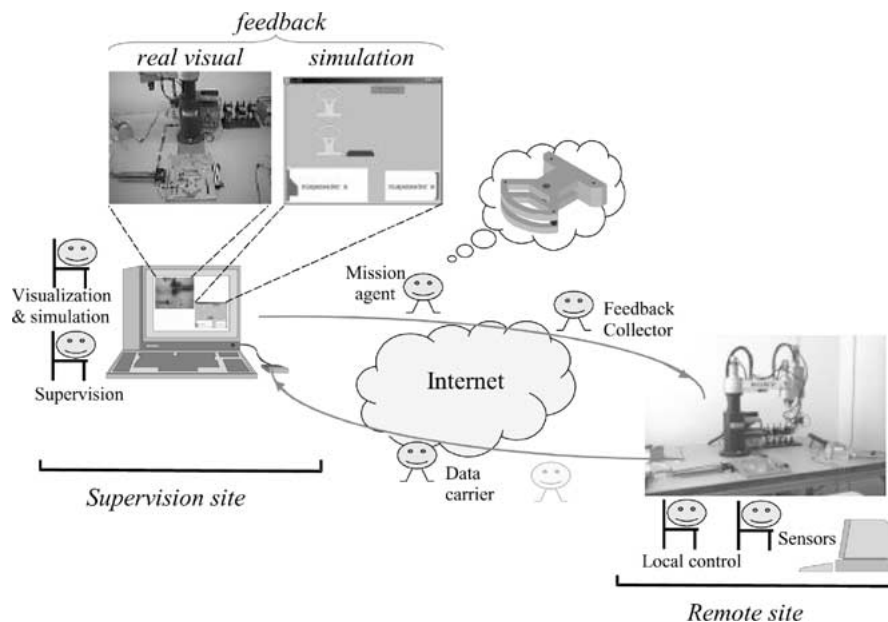 feedback
real visual
simulation
Mission
agent
Feedback
Collector
Visualization
& simulation
Supervision
Internet
Data
carrier
Supervision site
Local control
Sensors
Remote site